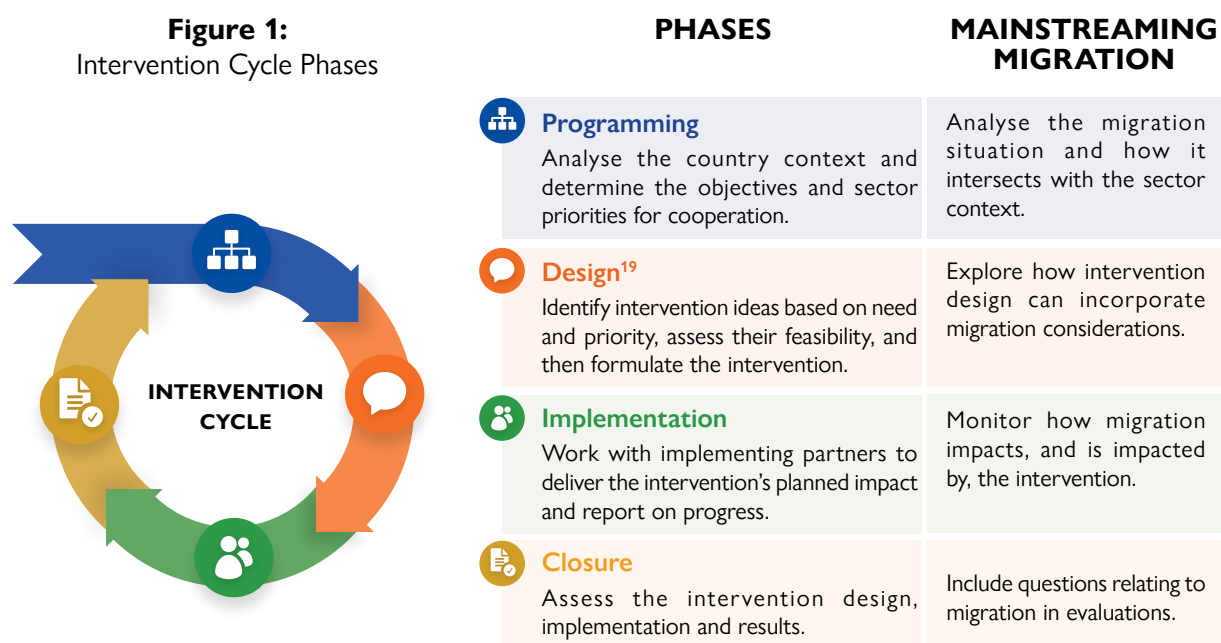 Figure 1:
Intervention Cycle Phases
INTERVENTION
CYCLE
PHASES
MAINSTREAMING
MIGRATION
Programming
Analyse the country context and
determine the objectives and sector
priorities for cooperation.
Analyse the migration
situation and how it
intersects with the sector
context.
Design¹⁹
Identify intervention ideas based on need
and priority, assess their feasibility, and
then formulate the intervention.
Explore how intervention
design can incorporate
migration considerations.
Implementation
Work with implementing partners to
deliver the intervention’s planned impact
and report on progress.
Monitor how migration
impacts, and is impacted
by, the intervention.
Closure
Assess the intervention design,
implementation and results.
Include questions relating to
migration in evaluations.